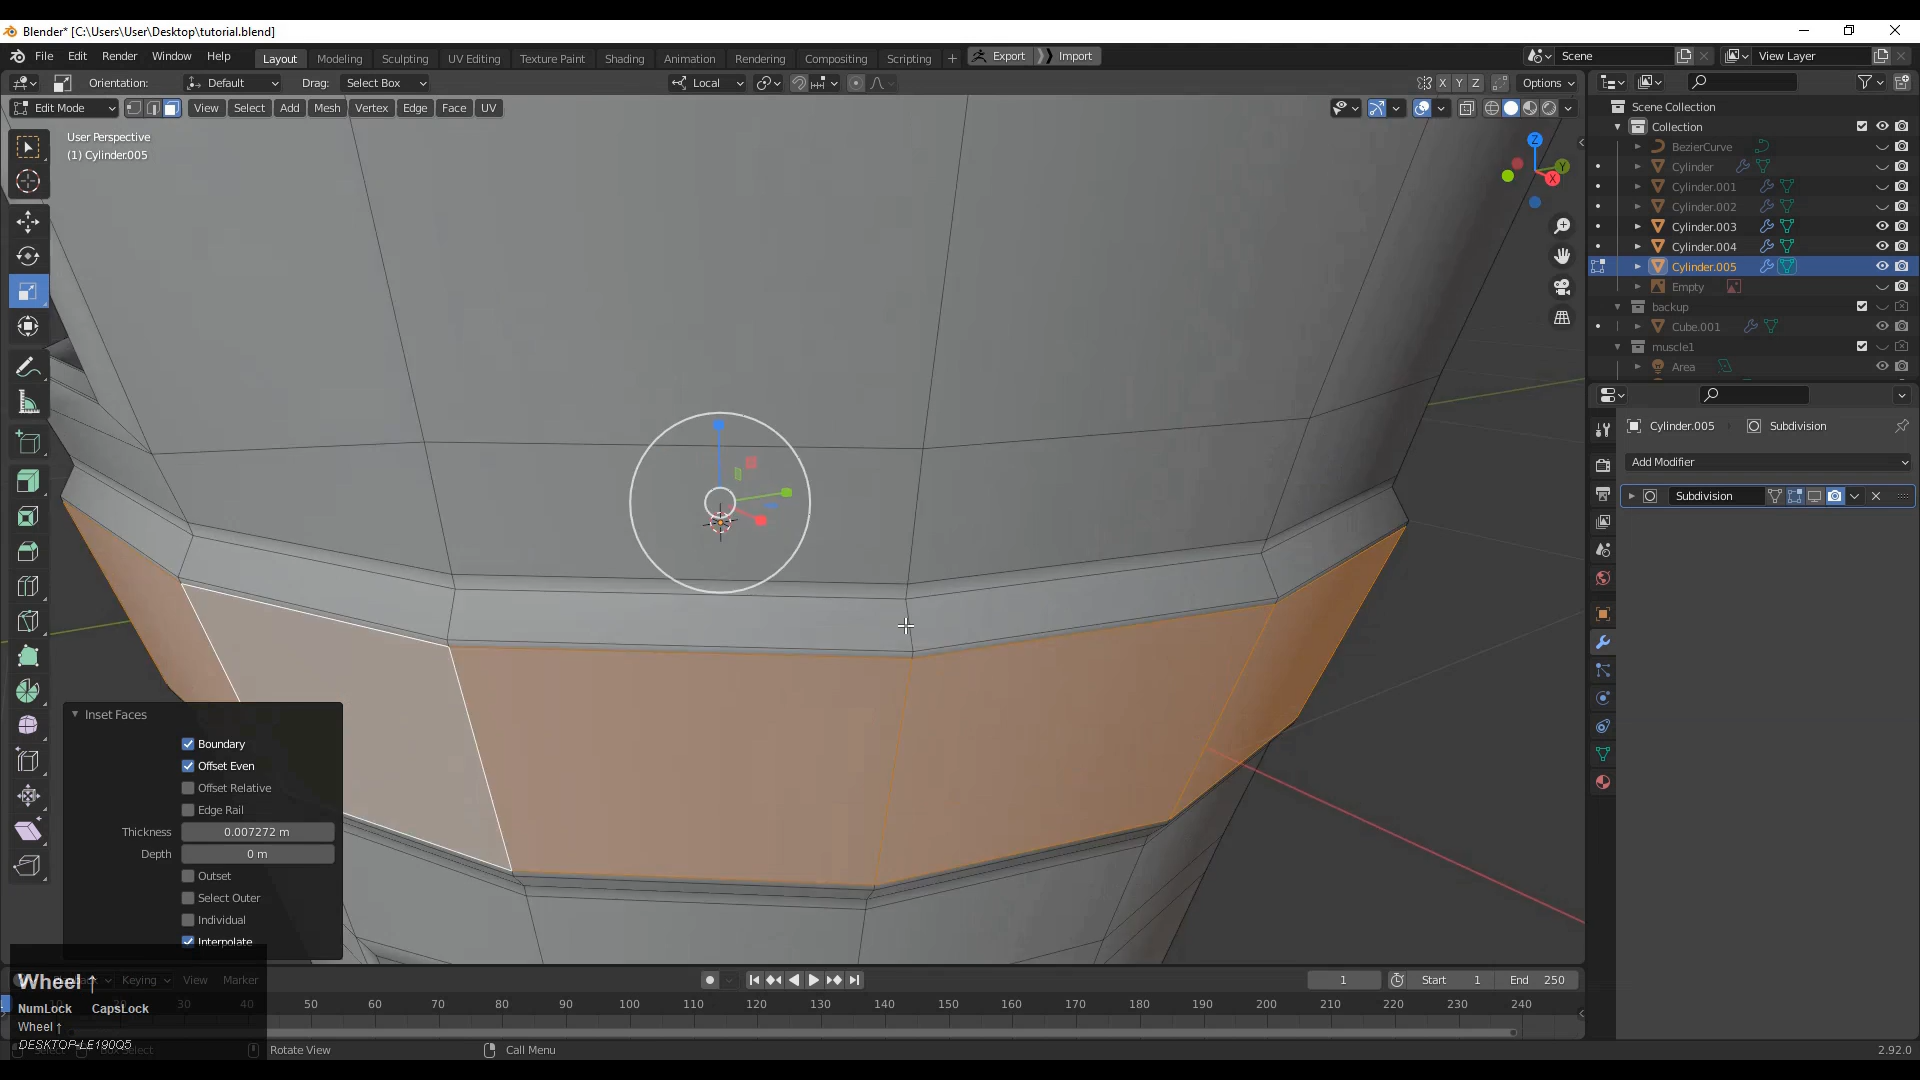 Blender* [C:\Users\User\Desktop\tutorial.blend]
File Edit Render Window Help Layout Modeling Sculpting UV Editing Texture Paint Shading Animation Rendering Compositing Scripting + Export Import Scene View Layer
Orientation: Default Drag: Select Box Local X Y Z Options
Edit Mode View Select Add Mesh Vertex Edge Face UV
User Perspective
(1) Cylinder.005
Z
Y
X
Scene Collection
Collection
BezierCurve
Cylinder
Cylinder.001
Cylinder.002
Cylinder.003
Cylinder.004
Cylinder.005
Empty
backup
Cube.001
muscle1
Area
Cylinder.005 Subdivision
Add Modifier
Subdivision
Inset Faces
Boundary
Offset Even
Offset Relative
Edge Rail
Thickness 0.007272 m
Depth 0 m
Outset
Select Outer
Individual
Interpolate
Keying View Marker
1 Start 1 End 250
30 40 50 60 70 80 90 100 110 120 130 140 150 160 170 180 190 200 210 220 230 240
Wheel ↑
NumLock CapsLock
Wheel ↑
DESKTOP-LE190Q5
Rotate View Call Menu
2.92.0